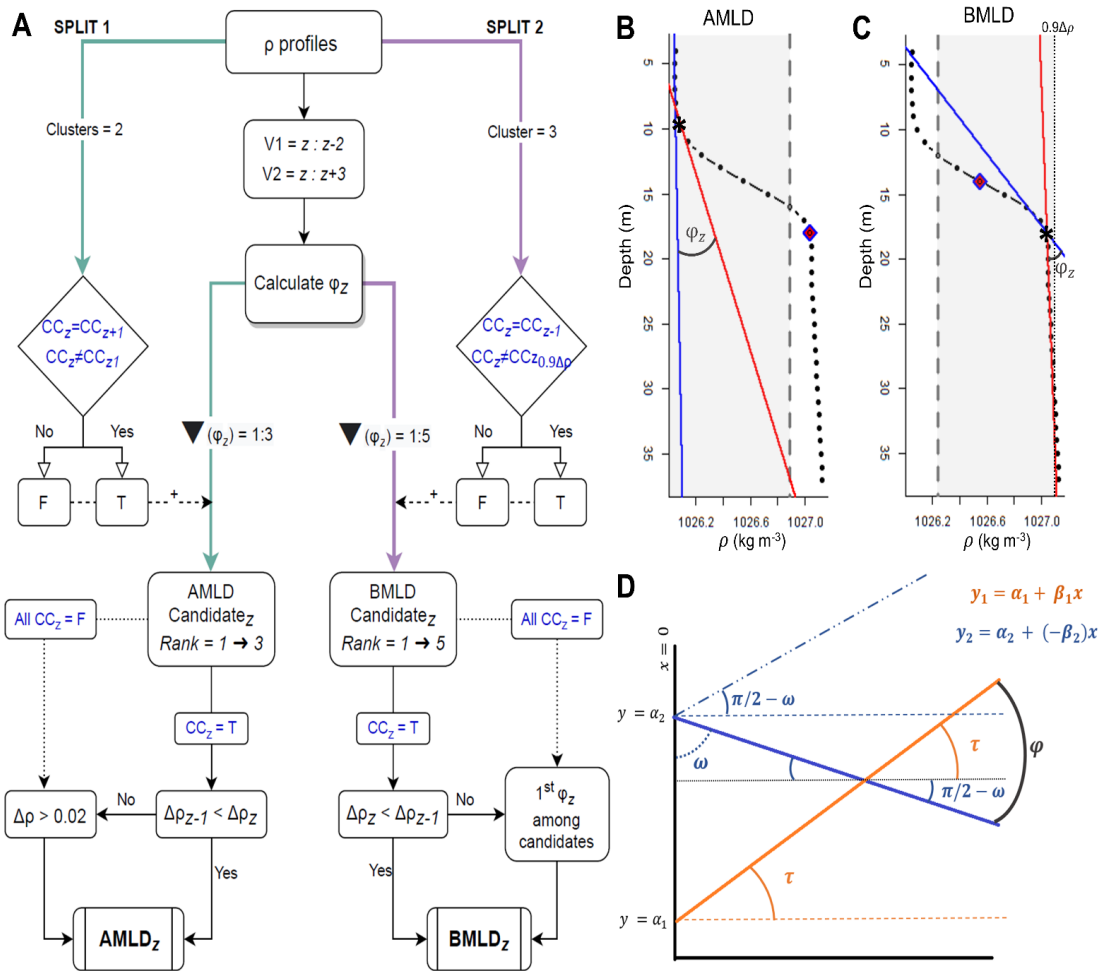 A
SPLIT 1
SPLIT 2
ρ profiles
Clusters = 2
Cluster = 3
V1 = z : z-2
V2 = z : z+3
Calculate φz
CCz=CCz+1
CCz≠CCz1
CCz=CCz-1
CCz≠CCz0.9Δρ
No
Yes
▼ (φz) = 1:3
▼ (φz) = 1:5
No
Yes
F
T
+
+
F
T
All CCz = F
AMLD
Candidatez
Rank = 1 ➔ 3
BMLD
Candidatez
Rank = 1 ➔ 5
All CCz = F
CCz = T
CCz = T
Δρ > 0.02
No
Δρz-1 < Δρz
Δρz < Δρz-1
No
1st φz
among
candidates
Yes
Yes
AMLDz
BMLDz
B
AMLD
Depth (m)
5
10
15
20
25
30
35
φz
1026.2
1026.6
1027.0
ρ (kg m-3)
C
BMLD
0.9Δρ
Depth (m)
5
10
15
20
25
30
35
φz
1026.2
1026.6
1027.0
ρ (kg m-3)
D
y₁ = α₁ + β₁x
y₂ = α₂ + (−β₂)x
x = 0
y = α₂
π/2 − ω
ω
τ
φ
π/2 − ω
τ
y = α₁